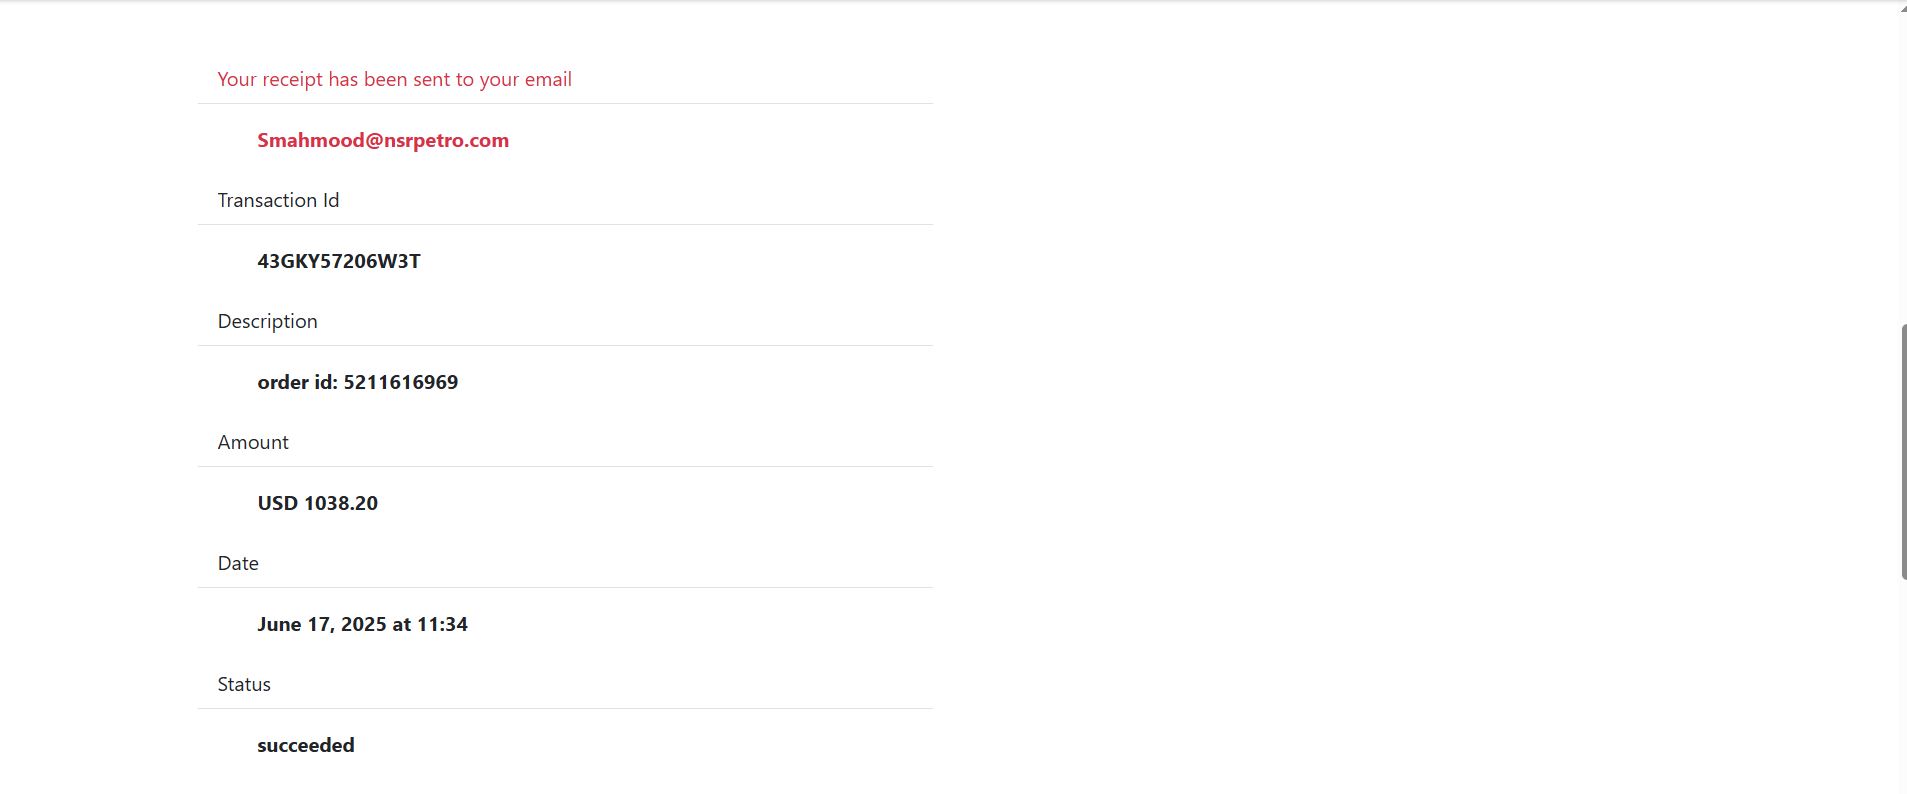 Your receipt has been sent to your email
Smahmood@nsrpetro.com
Transaction Id
43GKY57206W3T
Description
order id: 5211616969
Amount
USD 1038.20
Date
June 17, 2025 at 11:34
Status
succeeded